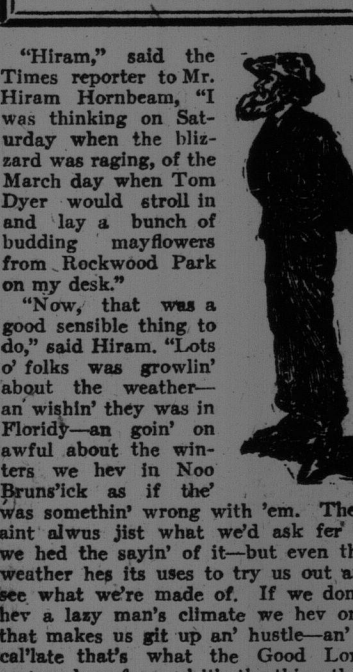 "Hiram," said the
Times reporter to Mr.
Hiram Hornbeam, "I
was thinking on Sat-
urday when the bliz-
zard was raging, of the
March day when Tom
Dyer would stroll in
and lay a bunch of
budding mayflowers
from Rockwood Park
on my desk."
"Now, that was a
good sensible thing to
do," said Hiram. "Lots
o' folks was growlin'
about the weather—
an' wishin' they was in
Floridy—an goin' on
awful about the win-
ters we hev in Noo
Bruns'ick as if the'
was somethin' wrong with 'em. The
aint alwus jist what we'd ask fer
we hed the sayin' of it—but even th
weather hes its uses to try us out a
see what we're made of. If we don
hev a lazy man's climate we hev on
that makes us git up an' hustle—an'
cal'late that's what the Good Lor